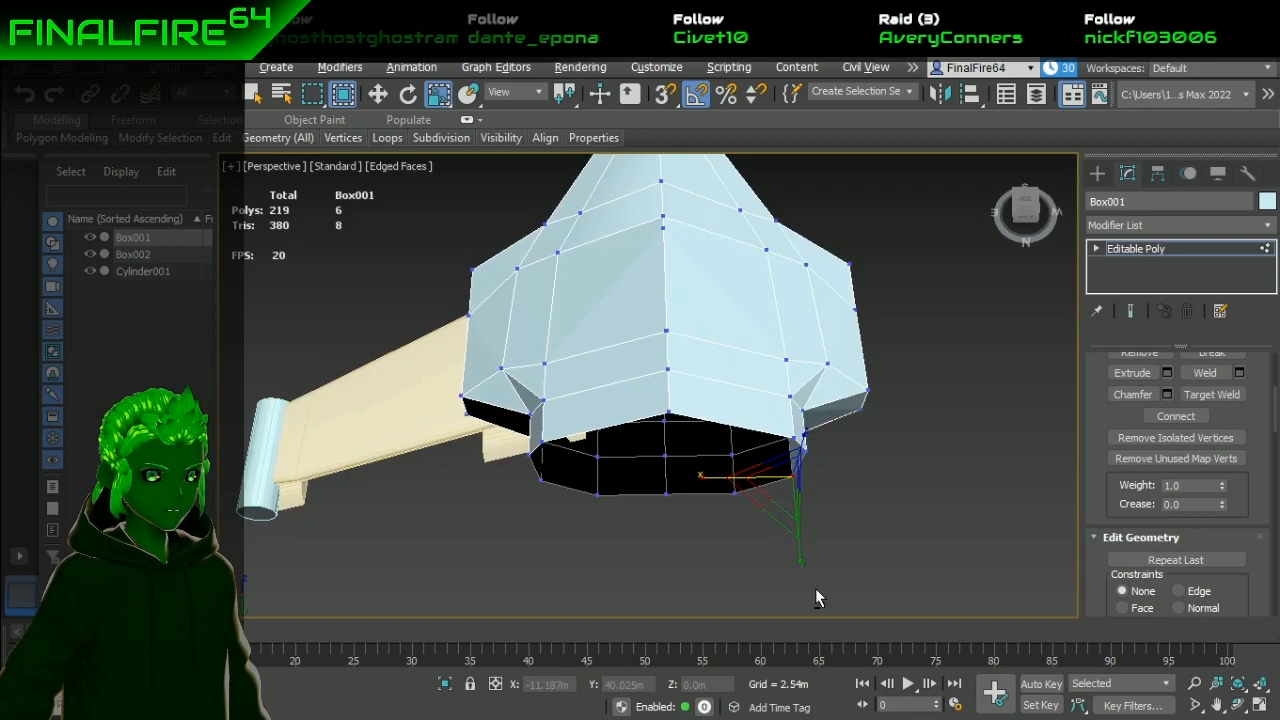 FINALFIRE64
Follow
dante_epona
Follow
Civet10
Raid (3)
AveryConners
Follow
nickf103006
Create
Modifiers
Animation
Graph Editors
Rendering
Customize
Scripting
Content
Civil View
FinalFire64
30
Workspaces: Default
View
Create Selection Se
C:\Users\1...s Max 2022
Modeling
Freeform
Selection
Object Paint
Populate
Polygon Modeling
Modify Selection
Edit
Geometry (All)
Vertices
Loops
Subdivision
Visibility
Align
Properties
Select
Display
Edit
Name (Sorted Ascending)
Box001
Box002
Cylinder001
[+] [Perspective] [Standard] [Edged Faces]
Total Box001
Polys: 219 6
Tris: 380 8
FPS: 20
Box001
Modifier List
Editable Poly
Remove Break
Extrude Weld
Chamfer Target Weld
Connect
Remove Isolated Vertices
Remove Unused Map Verts
Weight: 1.0
Crease: 0.0
Edit Geometry
Repeat Last
Constraints
None Edge
Face Normal
20 25 30 35 40 45 50 55 60 65 70 75 80 85 90 95 100
X: -11.187m Y: 40.025m Z: 0.0m Grid = 2.54m
Enabled: 0 Add Time Tag
Auto Key Selected
0 Set Key Key Filters...